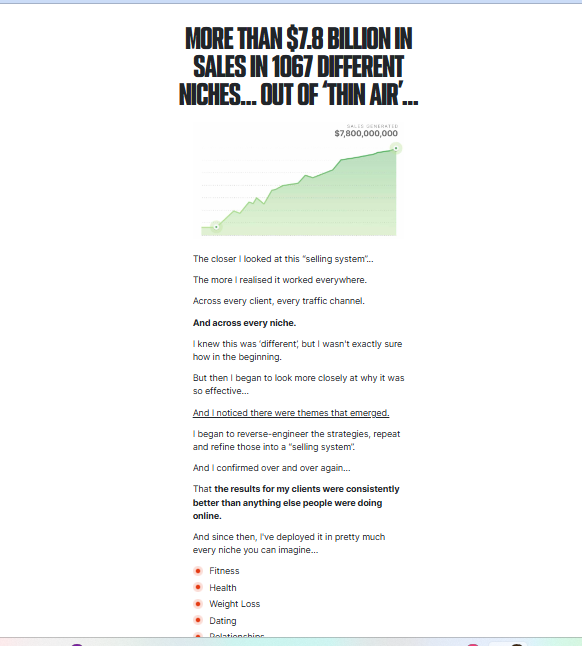 MORE THAN $7.8 BILLION IN
SALES IN 1067 DIFFERENT
NICHES... OUT OF 'THIN AIR'...
SALES GENERATED
$7,800,000,000
The closer I looked at this "selling system"...
The more I realised it worked everywhere.
Across every client, every traffic channel.
And across every niche.
I knew this was 'different', but I wasn't exactly sure
how in the beginning.
But then I began to look more closely at why it was
so effective...
And I noticed there were themes that emerged.
I began to reverse-engineer the strategies, repeat
and refine those into a "selling system".
And I confirmed over and over again...
That the results for my clients were consistently
better than anything else people were doing
online.
And since then, I've deployed it in pretty much
every niche you can imagine...
Fitness
Health
Weight Loss
Dating
Relationships